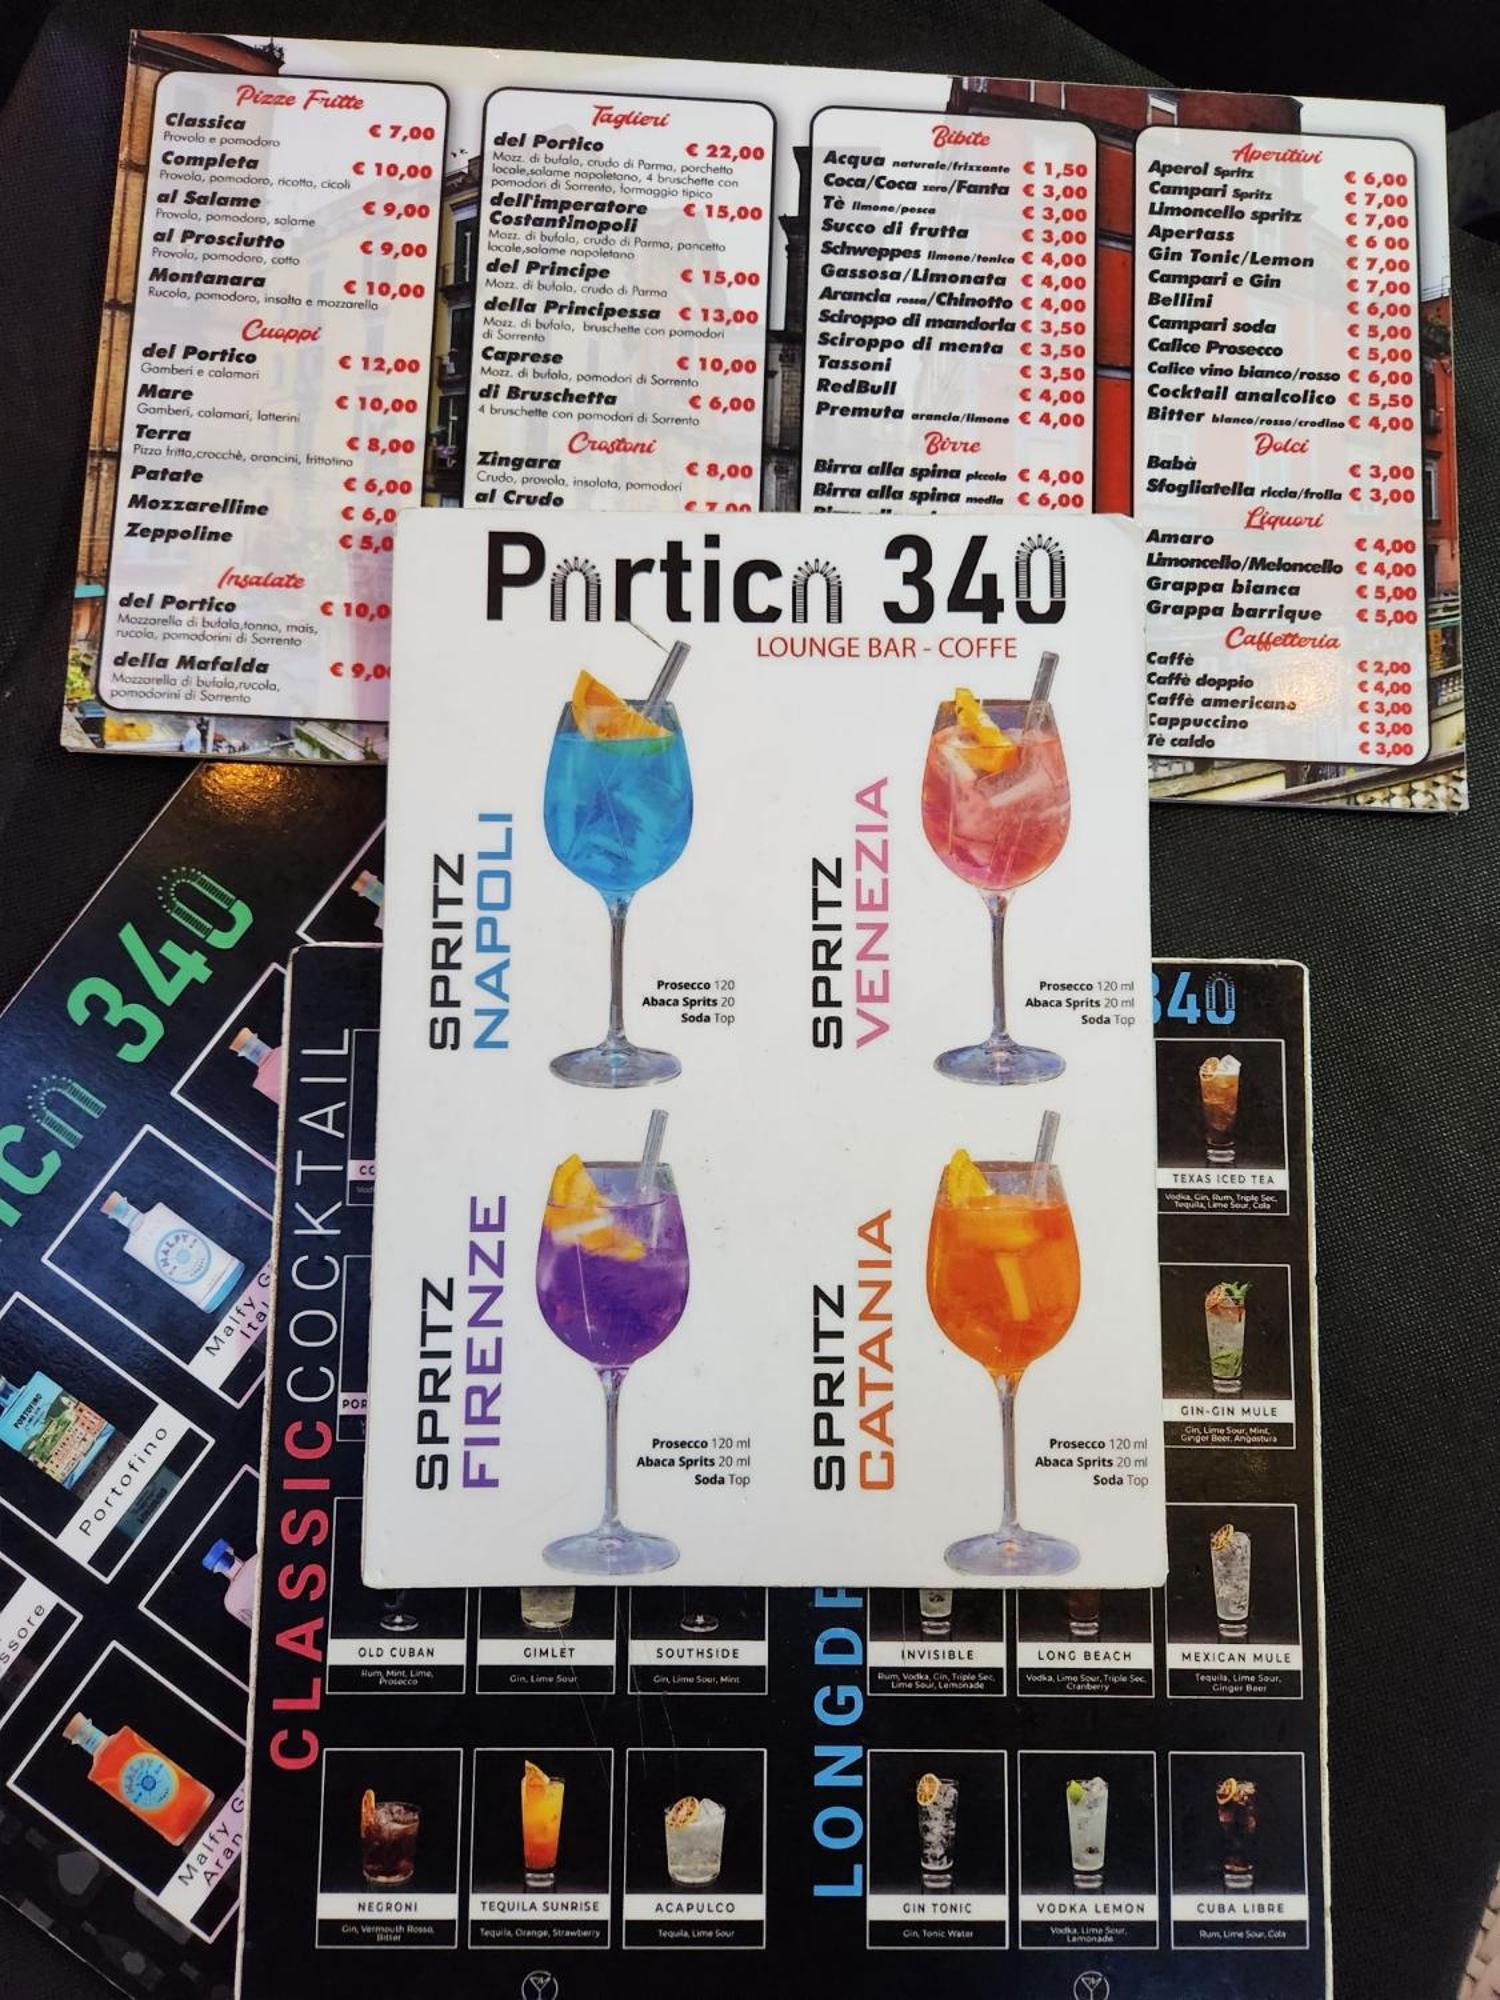 Pizze Fritte
Classica € 7,00
Provola e pomodoro
Completa € 10,00
Provola, pomodoro, ricotta, cicoli
al Salame € 9,00
Provola, pomodoro, salame
al Prosciutto € 9,00
Provola, pomodoro, cotto
Montanara € 10,00
Rucola, pomodoro, insalta e mozzarella
Cuoppi
del Portico € 12,00
Gamberi e calamari
Mare € 10,00
Gamberi, calamari, latterini
Terra € 8,00
Pizza fritta,crocchè, arancini, frittatina
Patate € 6,00
Mozzarelline € 6,0
Zeppoline € 5,0
Insalate
del Portico € 10,0
Mozzarella di bufala,tonno, mais,
rucola, pomodorini di Sorrento
della Mafalda € 9,0
Mozzarella di bufala,rucola,
pomodorini di Sorrento
Taglieri
del Portico € 22,00
Mozz. di bufala, crudo di Parma, porchetta
locale,salame napoletano, 4 bruschette con
pomodori di Sorrento, formaggio tipico
dell'imperatore € 15,00
Costantinopoli
Mozz. di bufala, crudo di Parma, pancetta
locale,salame napoletano
del Principe € 15,00
Mozz. di bufala, crudo di Parma
della Principessa € 13,00
Mozz. di bufala, bruschette con pomodori
di Sorrento
Caprese € 10,00
Mozz. di bufala, pomodori di Sorrento
di Bruschetta € 6,00
4 bruschette con pomodori di Sorrento
Crostoni
Zingara € 8,00
Crudo, provola, insalata, pomodori
al Crudo € 7,00
Bibite
Acqua naturale/frizzante € 1,50
Coca/Coca zero/Fanta € 3,00
Tè limone/pesca € 3,00
Succo di frutta € 3,00
Schweppes limone/tonica € 4,00
Gassosa/Limonata € 4,00
Arancia rossa/Chinotto € 4,00
Sciroppo di mandorla € 3,50
Sciroppo di menta € 3,50
Tassoni € 3,50
RedBull € 4,00
Premuta arancia/limone € 4,00
Birre
Birra alla spina piccola € 4,00
Birra alla spina media € 6,00
Aperitivi
Aperol Spritz € 6,00
Campari Spritz € 7,00
Limoncello spritz € 7,00
Apertass € 6 00
Gin Tonic/Lemon € 7,00
Campari e Gin € 7,00
Bellini € 6,00
Campari soda € 5,00
Calice Prosecco € 5,00
Calice vino bianco/rosso € 6,00
Cocktail analcolico € 5,50
Bitter bianco/rosso/crodino € 4,00
Dolci
Babà € 3,00
Sfogliatella riccia/frolla € 3,00
Liquori
Amaro € 4,00
Limoncello/Meloncello € 4,00
Grappa bianca € 5,00
Grappa barrique € 5,00
Caffetteria
Caffè € 2,00
Caffè doppio € 4,00
Caffè americano € 3,00
Cappuccino € 3,00
Tè caldo € 3,00
Portico 340
LOUNGE BAR - COFFE
SPRITZ
NAPOLI
Prosecco 120
Abaca Sprits 20
Soda Top
SPRITZ
VENEZIA
Prosecco 120 ml
Abaca Sprits 20 ml
Soda Top
SPRITZ
FIRENZE
Prosecco 120 ml
Abaca Sprits 20 ml
Soda Top
SPRITZ
CATANIA
Prosecco 120 ml
Abaca Sprits 20 ml
Soda Top
ico 340
MALFY
Malfy G
Ital
PORTOFINO
Portofino
ssore
Malfy G
Aran
CLASSICCOCKTAIL
OLD CUBAN
Rum, Mint, Lime,
Prosecco
GIMLET
Gin, Lime Sour
SOUTHSIDE
Gin, Lime Sour, Mint
NEGRONI
Gin, Vermouth Rosso,
Bitter
TEQUILA SUNRISE
Tequila, Orange, Strawberry
ACAPULCO
Tequila, Lime Sour
340
LONGDR
TEXAS ICED TEA
Vodka, Gin, Rum, Triple Sec,
Tequila, Lime Sour, Cola
GIN-GIN MULE
Gin, Lime Sour, Mint,
Ginger Beer, Angostura
INVISIBLE
Rum, Vodka, Gin, Triple Sec,
Lime Sour, Lemonade
LONG BEACH
Vodka, Lime Sour, Triple Sec,
Cranberry
MEXICAN MULE
Tequila, Lime Sour,
Ginger Beer
GIN TONIC
Gin, Tonic Water
VODKA LEMON
Vodka, Lime Sour,
Lemonade
CUBA LIBRE
Rum, Lime Sour, Cola